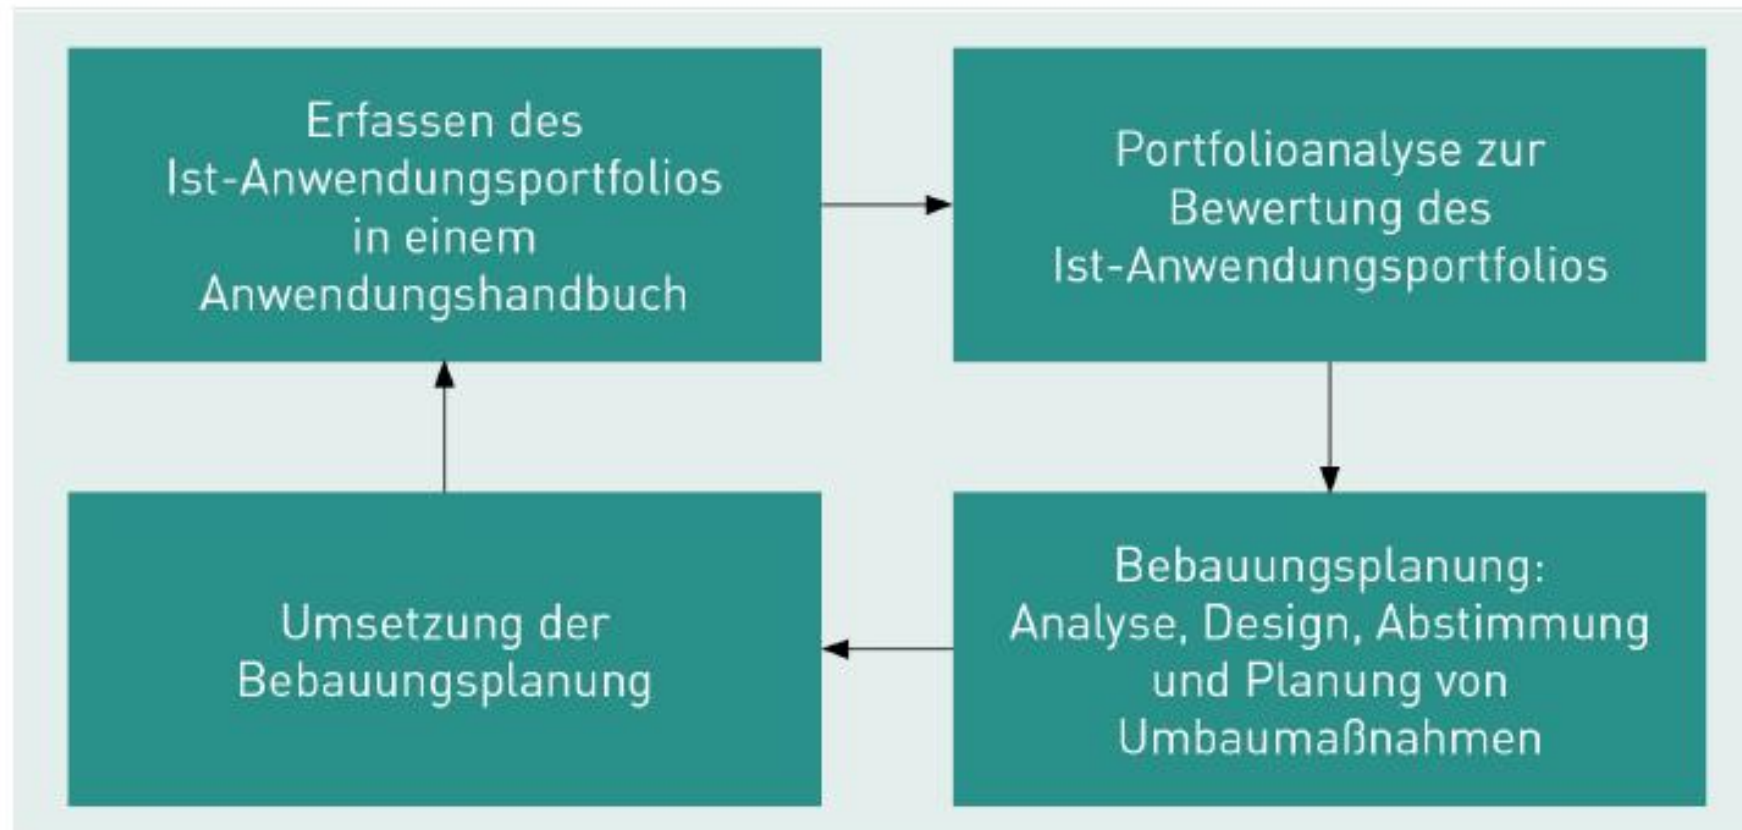 Erfassen des
Ist-Anwendungsportfolios
in einem
Anwendungshandbuch
Portfolioanalyse zur
Bewertung des
Ist-Anwendungsportfolios
Bebauungsplanung:
Analyse, Design, Abstimmung
und Planung von
Umbaumaßnahmen
Umsetzung der
Bebauungsplanung